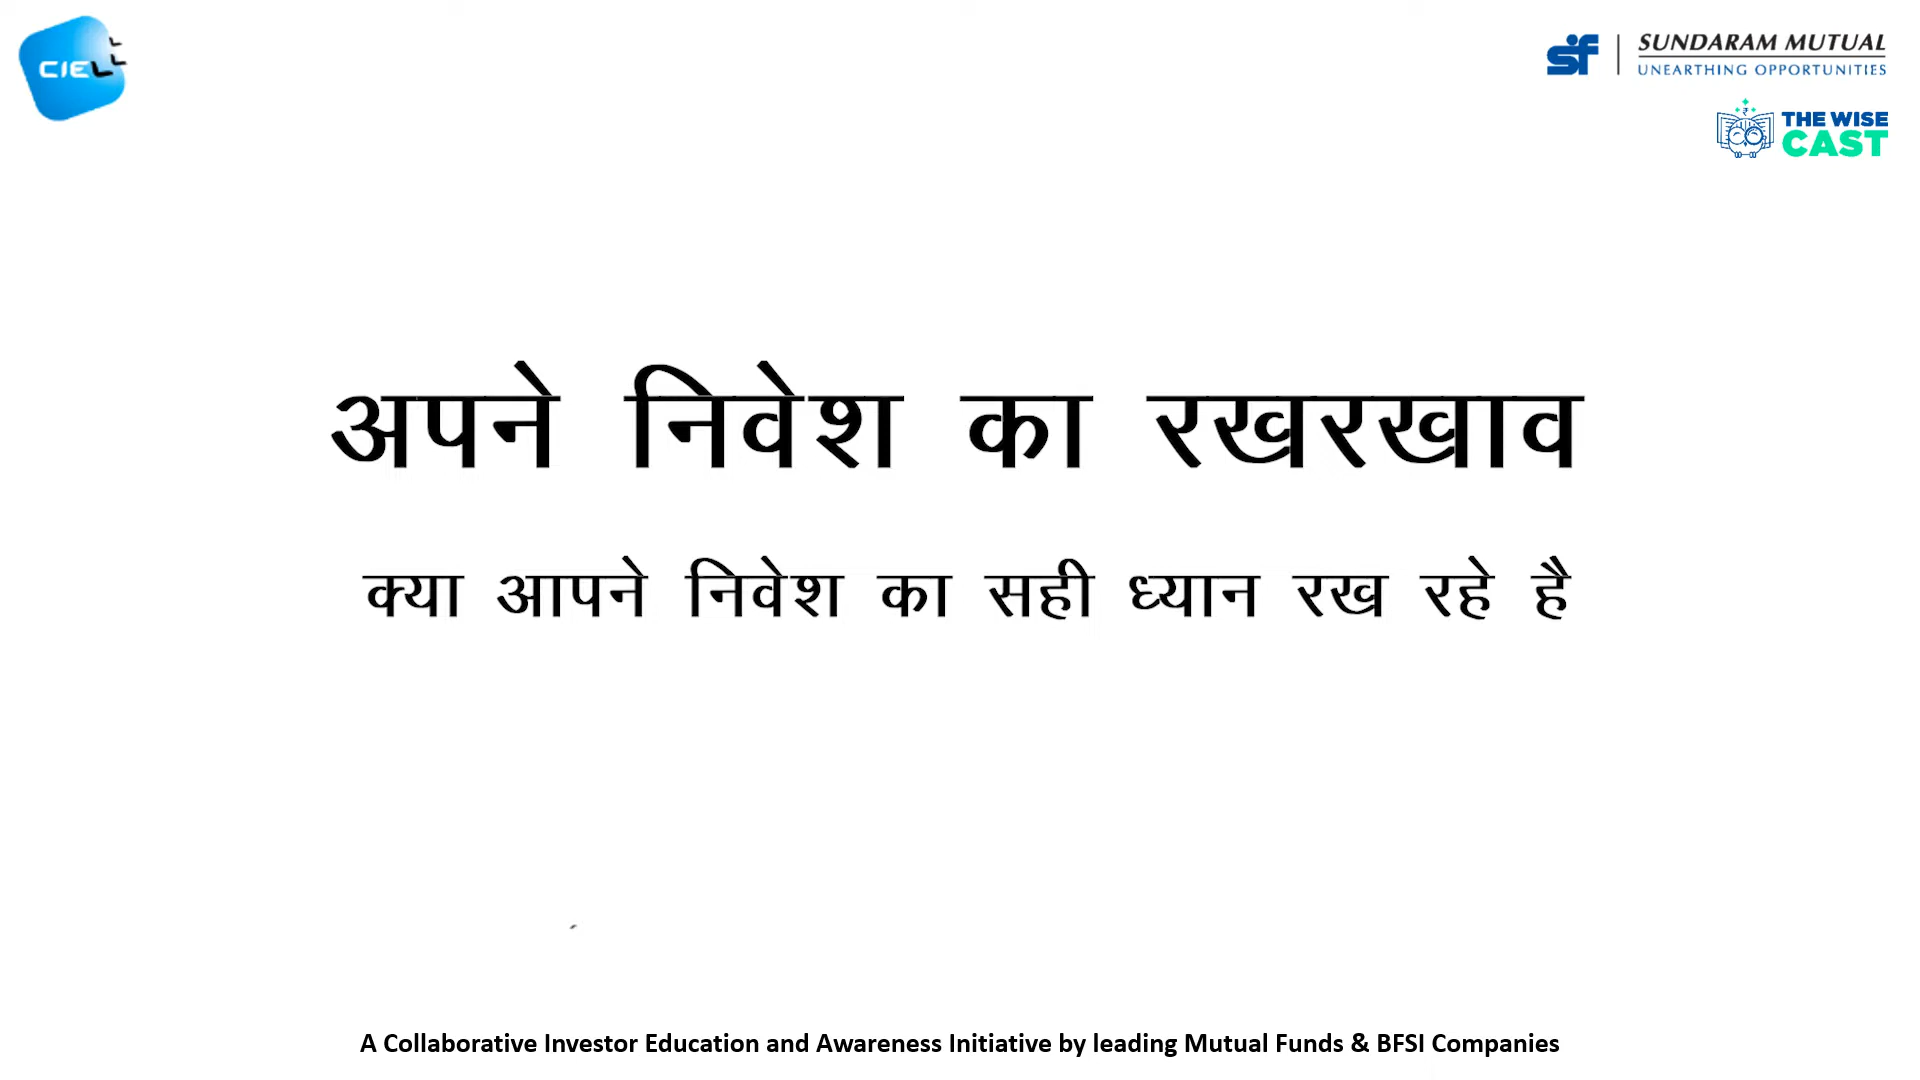 CIELL
SUNDARAM MUTUAL
UNEARTHING OPPORTUNITIES
THE WISE
CAST
अपने निवेश का रखरखाव
क्या आपने निवेश का सही ध्यान रख रहे है
A Collaborative Investor Education and Awareness Initiative by leading Mutual Funds & BFSI Companies